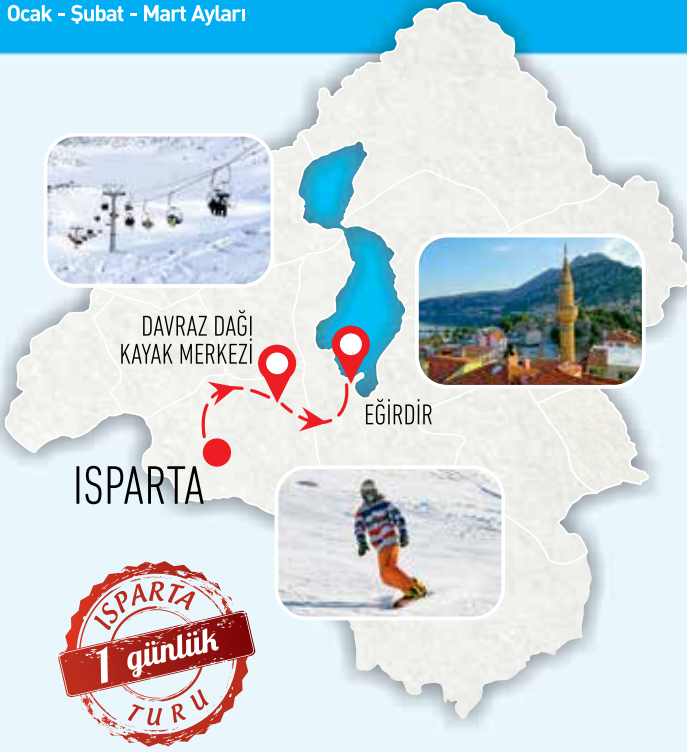 Ocak - Şubat - Mart Ayları
DAVRAZ DAĞI
KAYAK MERKEZİ
EĞİRDİR
ISPARTA
ISPARTA
1 günlük
TURU